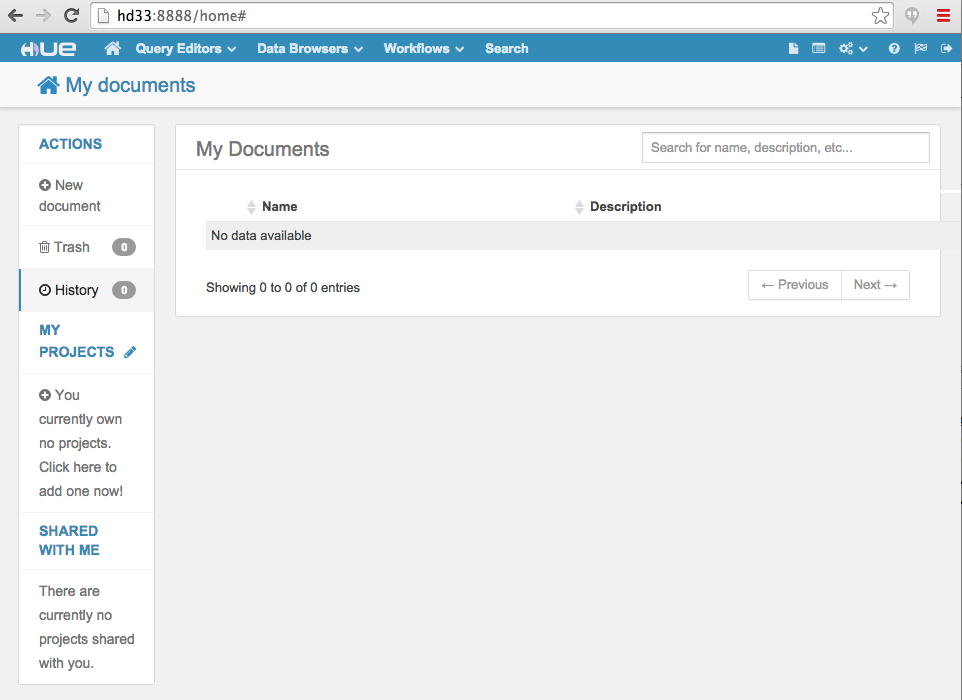 hd33:8888/home#
HUE Query Editors Data Browsers Workflows Search
My documents
ACTIONS
New
document
Trash 0
History 0
MY
PROJECTS
You
currently own
no projects.
Click here to
add one now!
SHARED
WITH ME
There are
currently no
projects shared
with you.
My Documents
Search for name, description, etc...
Name Description
No data available
Showing 0 to 0 of 0 entries
← Previous Next →